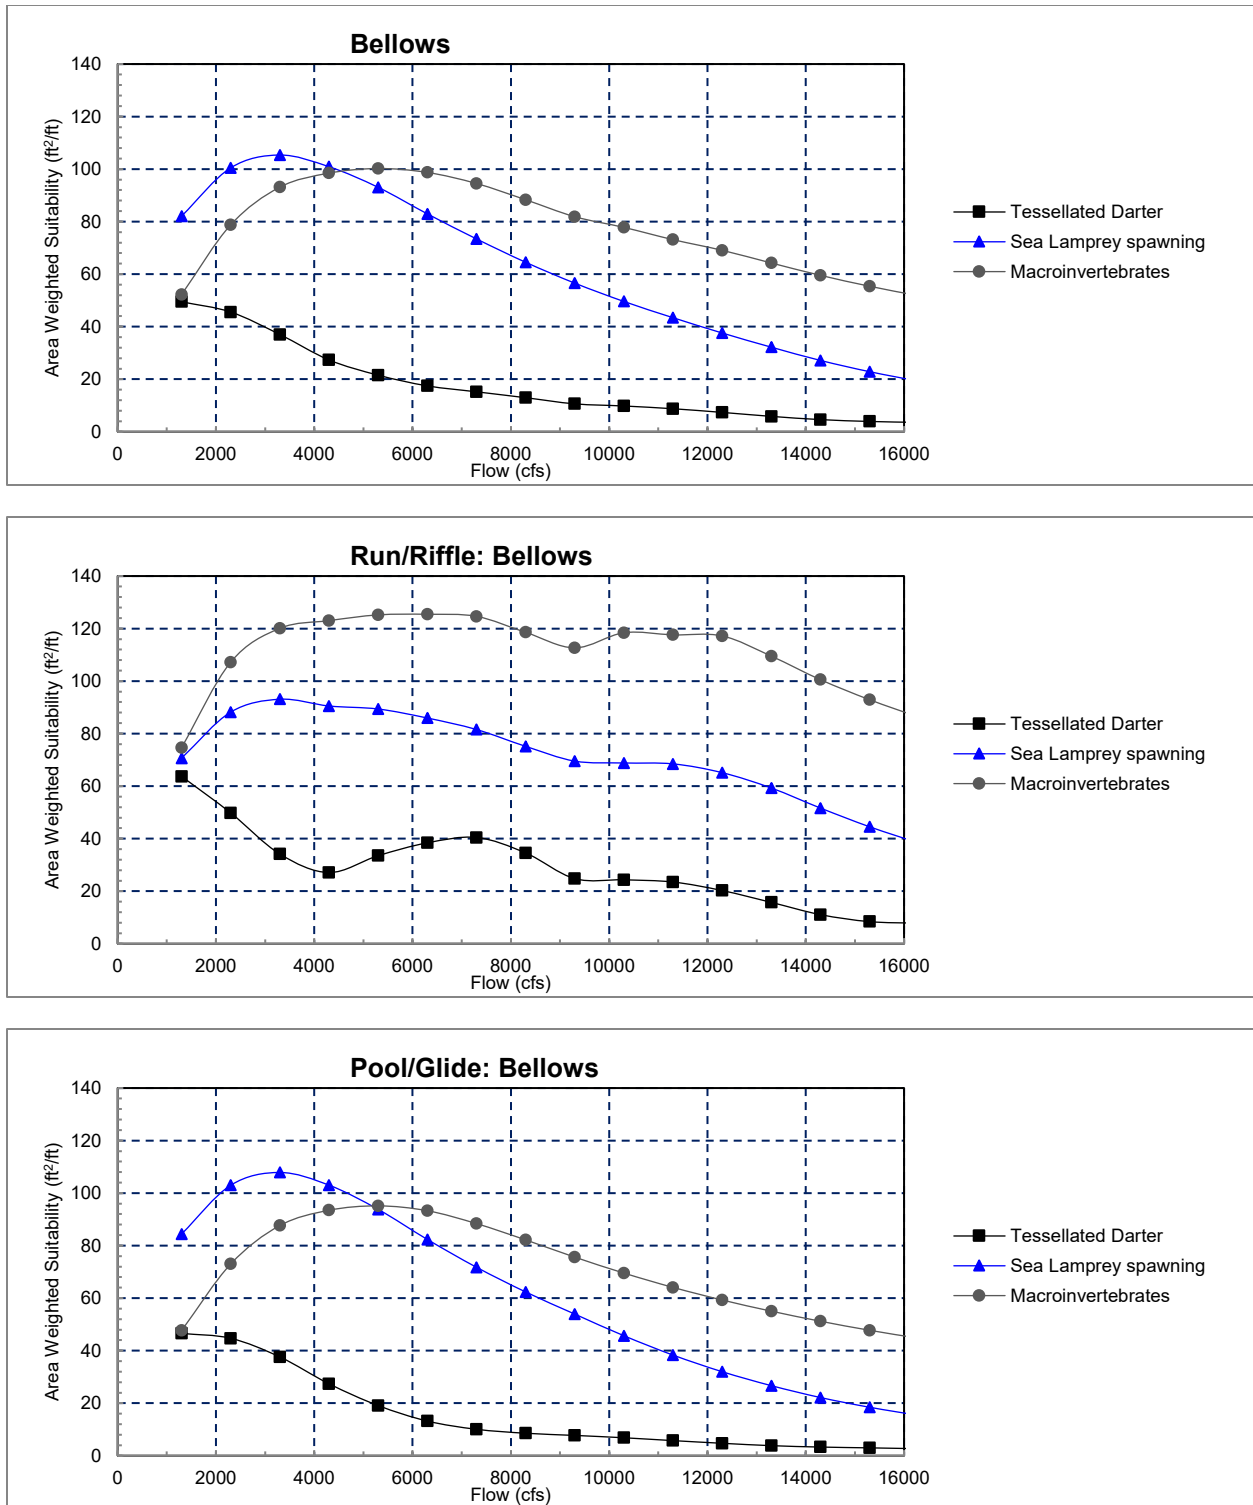 Bellows
Area Weighted Suitability (ft²/ft)
140
120
100
80
60
40
20
0
0 2000 4000 6000 8000 10000 12000 14000 16000
Flow (cfs)
Tessellated Darter
Sea Lamprey spawning
Macroinvertebrates
Run/Riffle: Bellows
Area Weighted Suitability (ft²/ft)
140
120
100
80
60
40
20
0
0 2000 4000 6000 8000 10000 12000 14000 16000
Flow (cfs)
Tessellated Darter
Sea Lamprey spawning
Macroinvertebrates
Pool/Glide: Bellows
Area Weighted Suitability (ft²/ft)
140
120
100
80
60
40
20
0
0 2000 4000 6000 8000 10000 12000 14000 16000
Flow (cfs)
Tessellated Darter
Sea Lamprey spawning
Macroinvertebrates